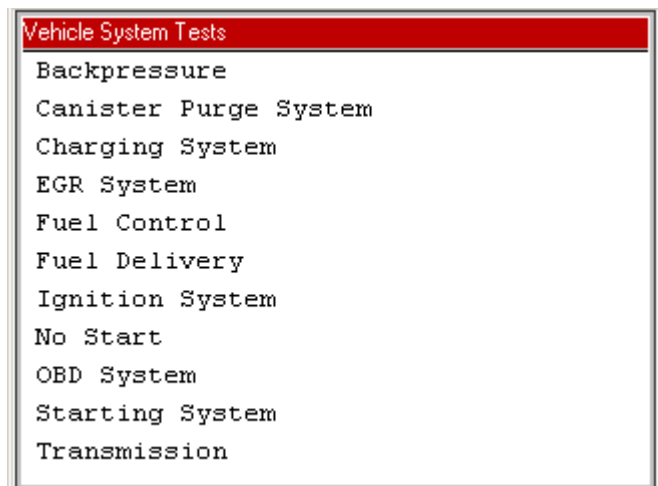 Vehicle System Tests
Backpressure
Canister Purge System
Charging System
EGR System
Fuel Control
Fuel Delivery
Ignition System
No Start
OBD System
Starting System
Transmission